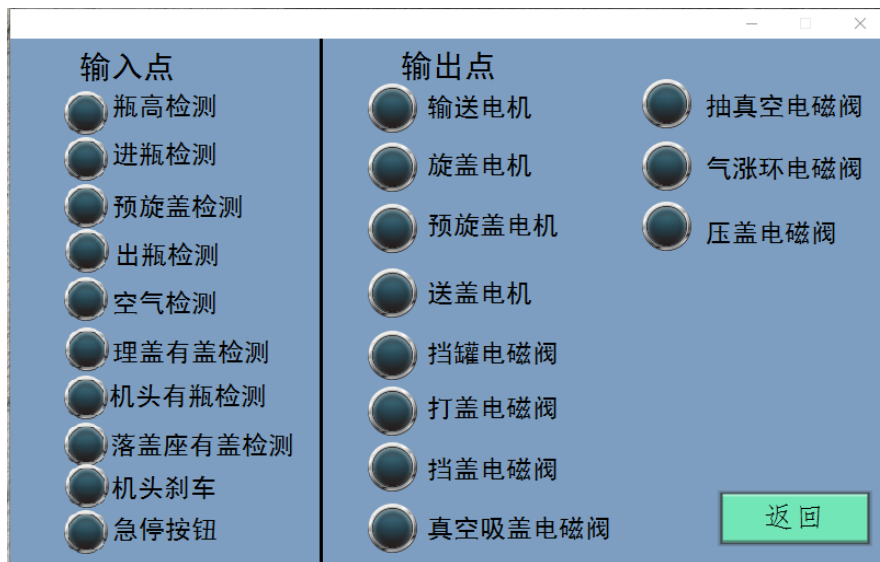 输入点
瓶高检测
进瓶检测
预旋盖检测
出瓶检测
空气检测
理盖有盖检测
机头有瓶检测
落盖座有盖检测
机头刹车
急停按钮
输出点
输送电机
旋盖电机
预旋盖电机
送盖电机
挡罐电磁阀
打盖电磁阀
挡盖电磁阀
真空吸盖电磁阀
抽真空电磁阀
气涨环电磁阀
压盖电磁阀
返回